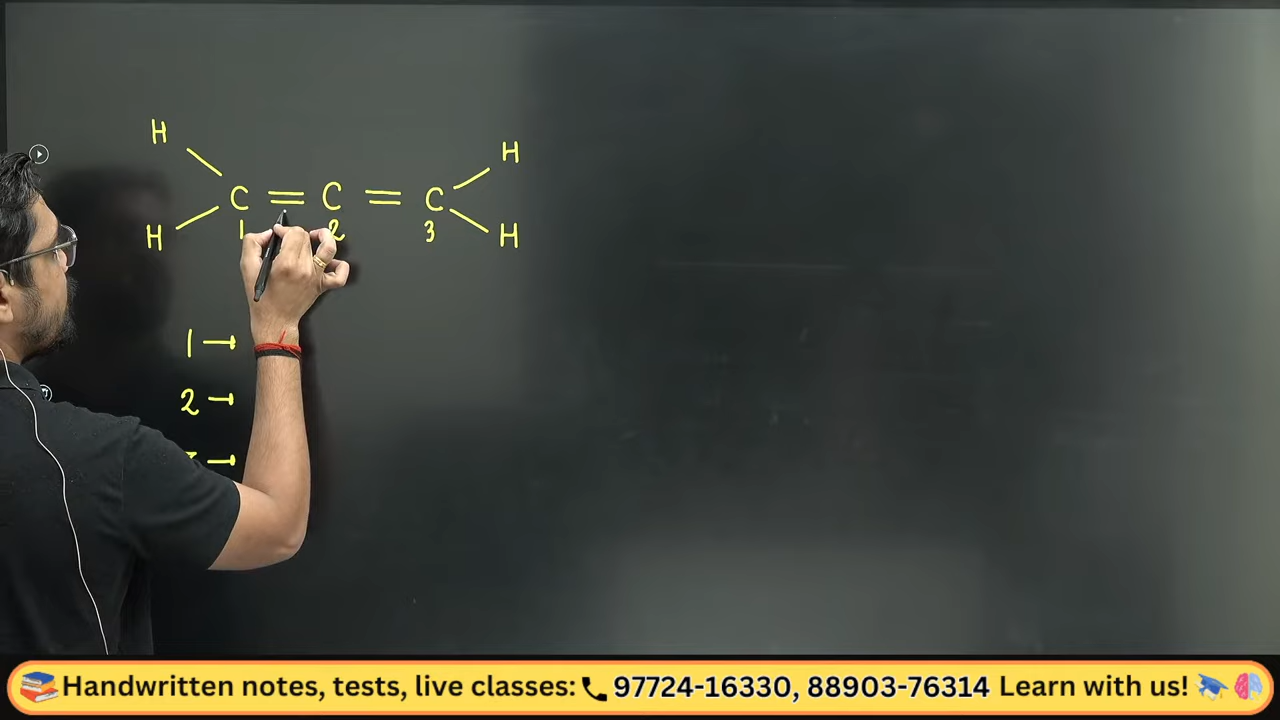 H H
C = C = C
H 1 2 3 H
1 →
2 →
→
📚Handwritten notes, tests, live classes: 📞97724-16330, 88903-76314 Learn with us! 🎓🧠